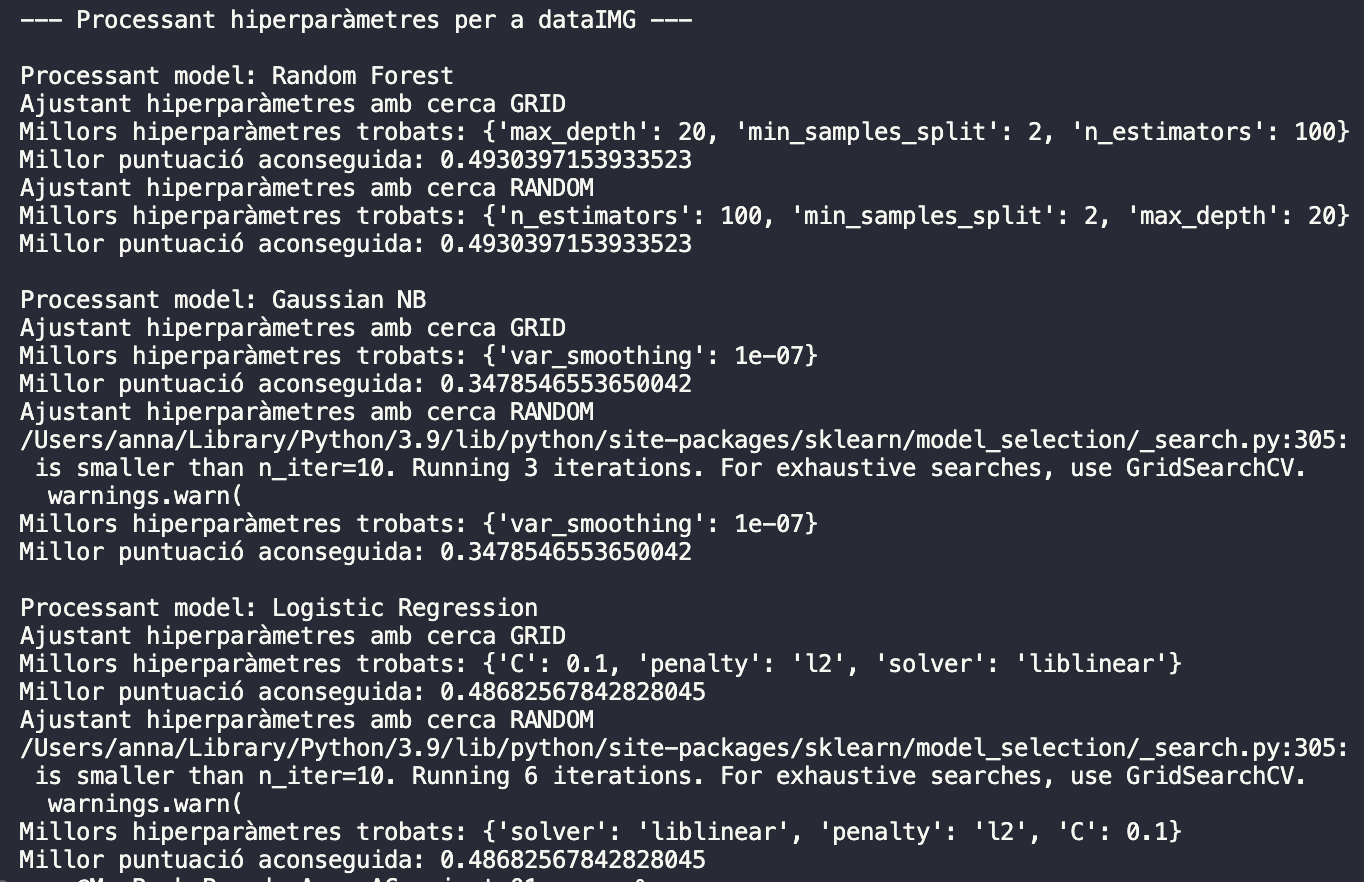 --- Processant hiperparàmetres per a dataIMG ---
Processant model: Random Forest
Ajustant hiperparàmetres amb cerca GRID
Millors hiperparàmetres trobats: {'max_depth': 20, 'min_samples_split': 2, 'n_estimators': 100}
Millor puntuació aconseguida: 0.4930397153933523
Ajustant hiperparàmetres amb cerca RANDOM
Millors hiperparàmetres trobats: {'n_estimators': 100, 'min_samples_split': 2, 'max_depth': 20}
Millor puntuació aconseguida: 0.4930397153933523
Processant model: Gaussian NB
Ajustant hiperparàmetres amb cerca GRID
Millors hiperparàmetres trobats: {'var_smoothing': 1e-07}
Millor puntuació aconseguida: 0.3478546553650042
Ajustant hiperparàmetres amb cerca RANDOM
/Users/anna/Library/Python/3.9/lib/python/site-packages/sklearn/model_selection/_search.py:305:
is smaller than n_iter=10. Running 3 iterations. For exhaustive searches, use GridSearchCV.
warnings.warn(
Millors hiperparàmetres trobats: {'var_smoothing': 1e-07}
Millor puntuació aconseguida: 0.3478546553650042
Processant model: Logistic Regression
Ajustant hiperparàmetres amb cerca GRID
Millors hiperparàmetres trobats: {'C': 0.1, 'penalty': 'l2', 'solver': 'liblinear'}
Millor puntuació aconseguida: 0.48682567842828045
Ajustant hiperparàmetres amb cerca RANDOM
/Users/anna/Library/Python/3.9/lib/python/site-packages/sklearn/model_selection/_search.py:305:
is smaller than n_iter=10. Running 6 iterations. For exhaustive searches, use GridSearchCV.
warnings.warn(
Millors hiperparàmetres trobats: {'solver': 'liblinear', 'penalty': 'l2', 'C': 0.1}
Millor puntuació aconseguida: 0.48682567842828045